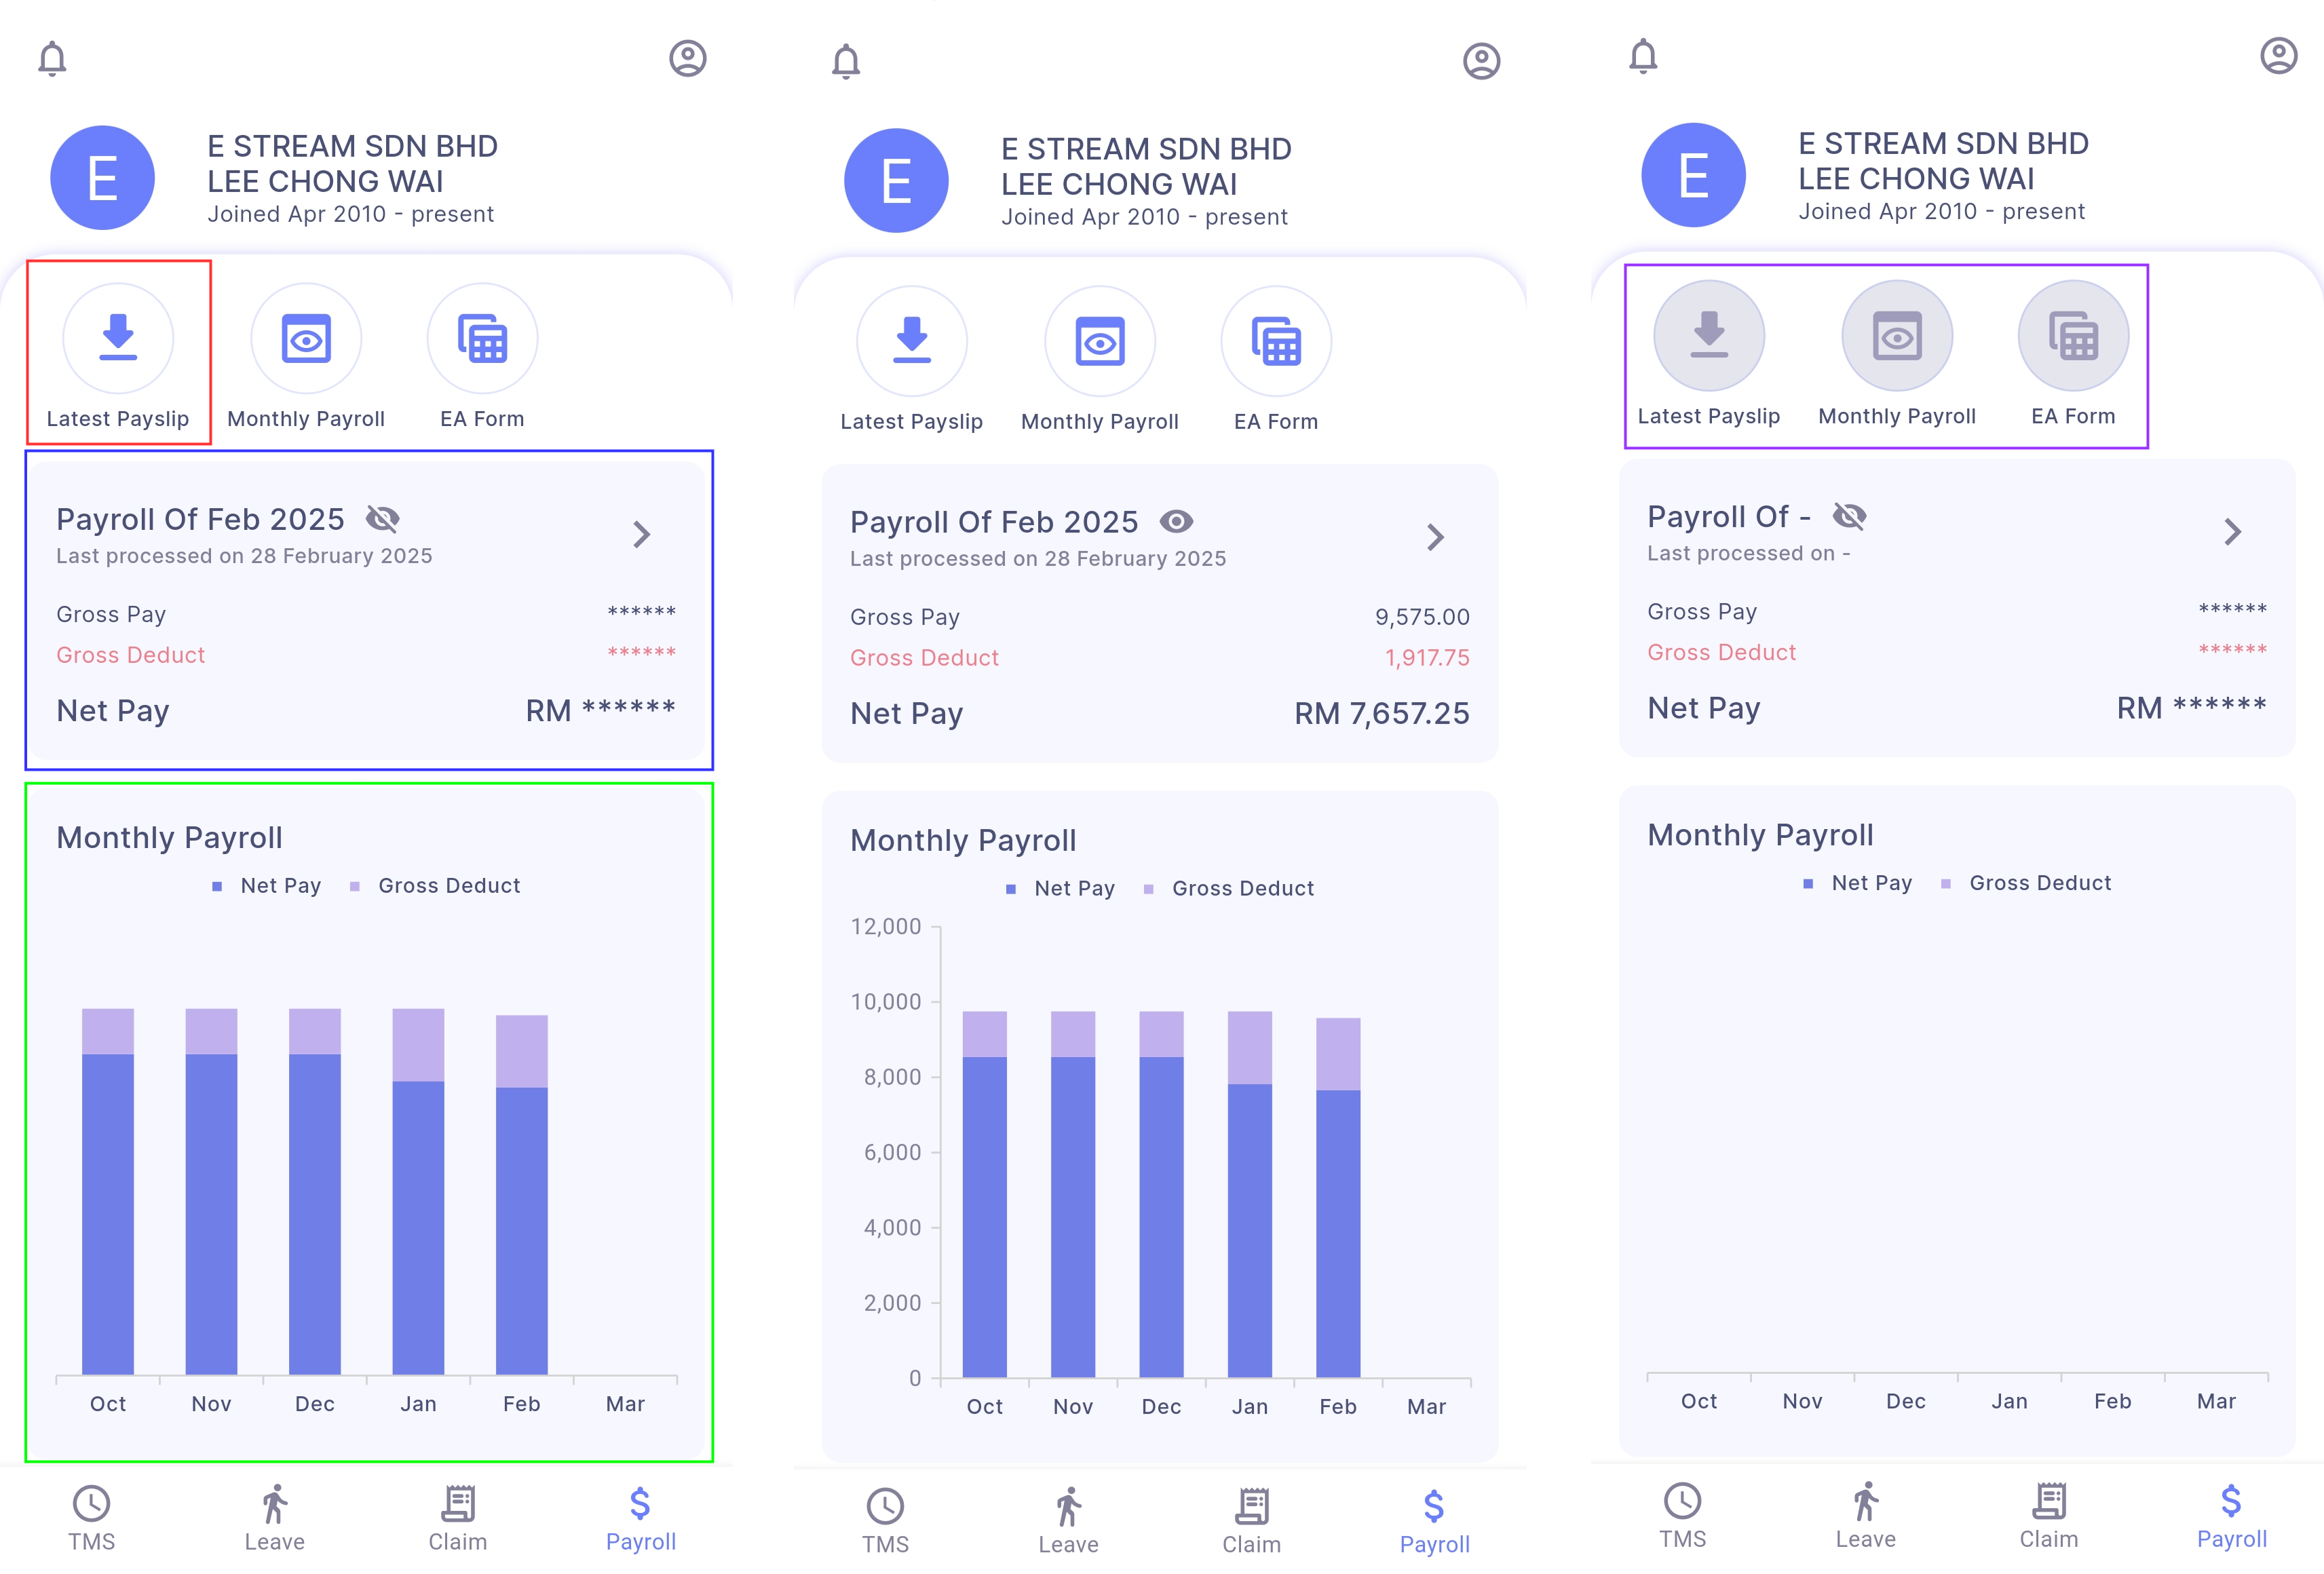 E
E STREAM SDN BHD
LEE CHONG WAI
Joined Apr 2010 - present
Latest Payslip
Monthly Payroll
EA Form
Payroll Of Feb 2025
Last processed on 28 February 2025
Gross Pay ******
Gross Deduct ******
Net Pay RM ******
Monthly Payroll
Net Pay Gross Deduct
Oct Nov Dec Jan Feb Mar
TMS Leave Claim Payroll
E
E STREAM SDN BHD
LEE CHONG WAI
Joined Apr 2010 - present
Latest Payslip
Monthly Payroll
EA Form
Payroll Of Feb 2025
Last processed on 28 February 2025
Gross Pay 9,575.00
Gross Deduct 1,917.75
Net Pay RM 7,657.25
Monthly Payroll
Net Pay Gross Deduct
12,000
10,000
8,000
6,000
4,000
2,000
0
Oct Nov Dec Jan Feb Mar
TMS Leave Claim Payroll
E
E STREAM SDN BHD
LEE CHONG WAI
Joined Apr 2010 - present
Latest Payslip
Monthly Payroll
EA Form
Payroll Of -
Last processed on -
Gross Pay ******
Gross Deduct ******
Net Pay RM ******
Monthly Payroll
Net Pay Gross Deduct
Oct Nov Dec Jan Feb Mar
TMS Leave Claim Payroll